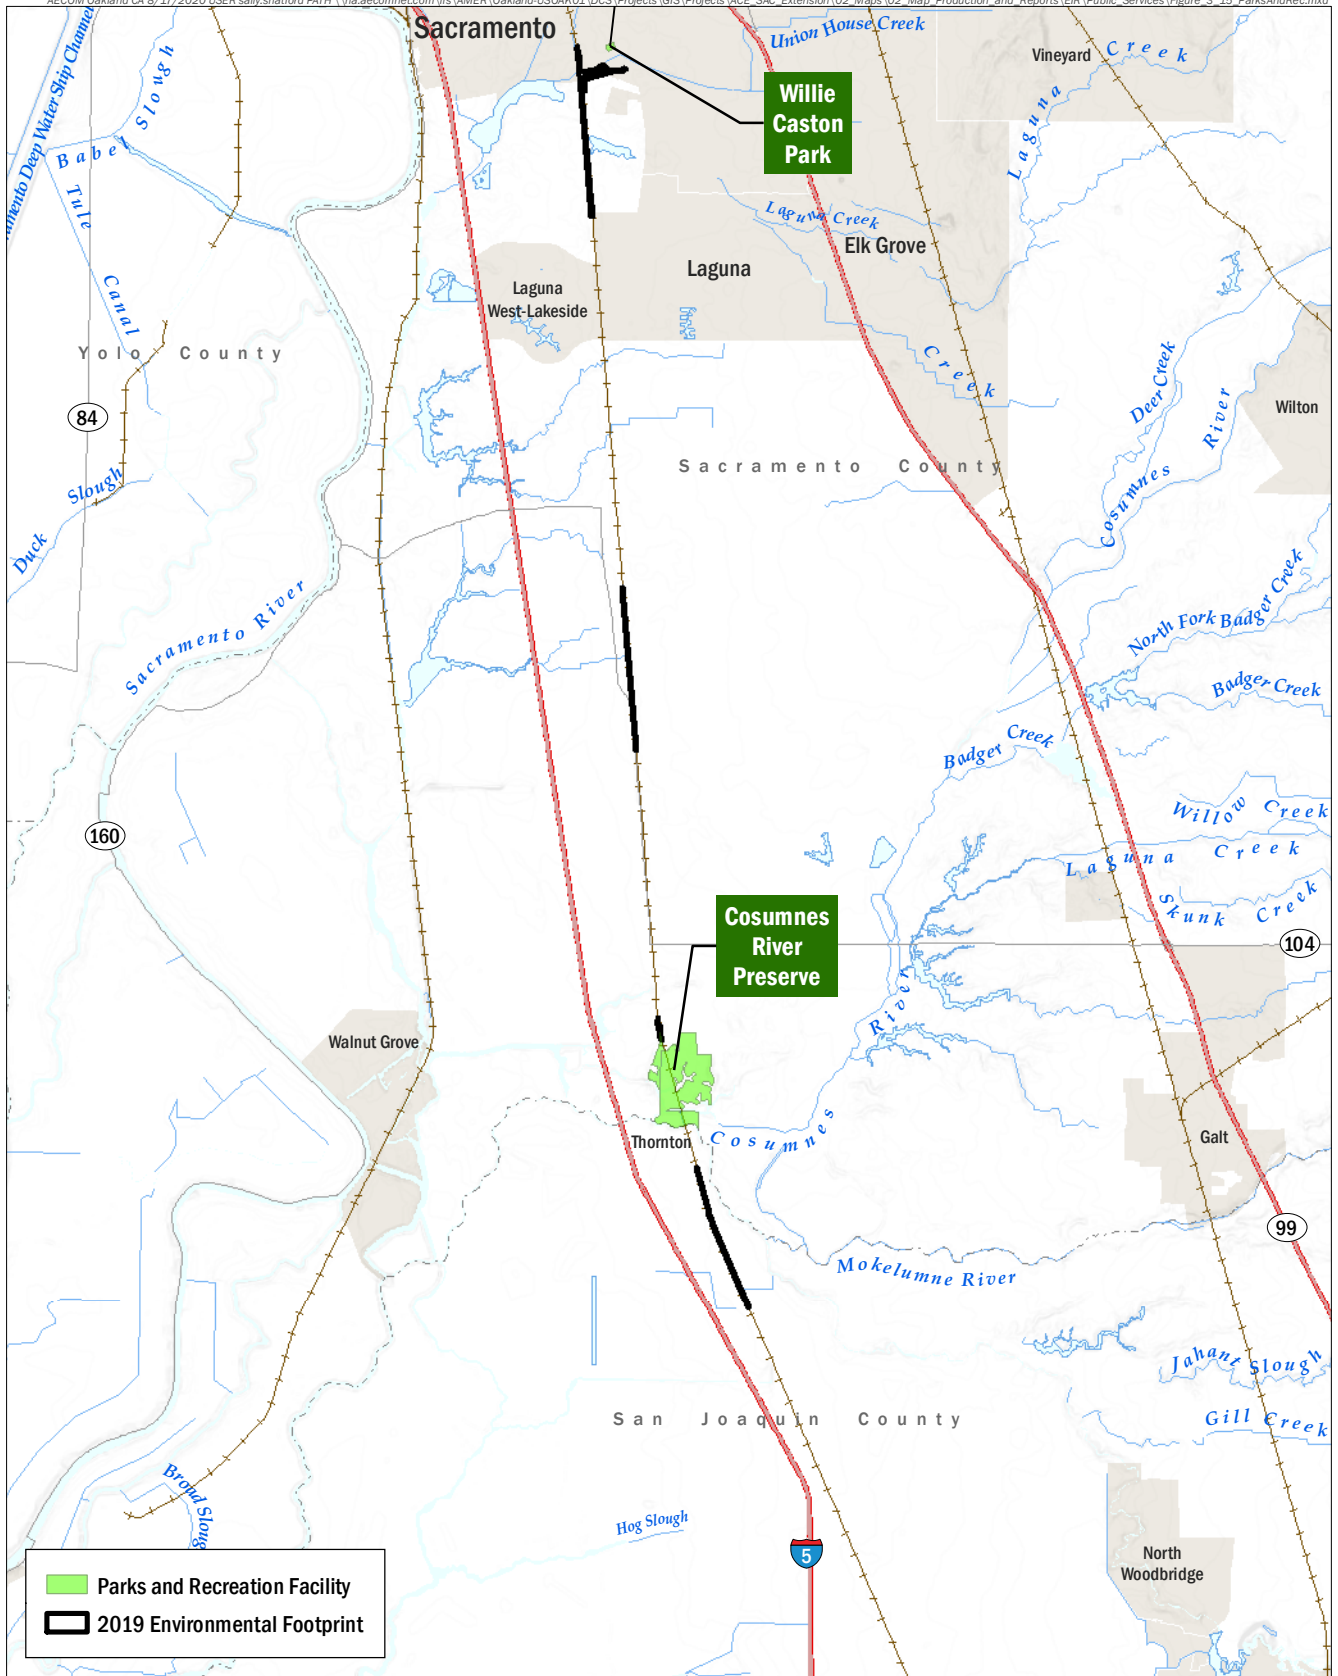 Sacramento
Union House Creek
Vineyard
Creek
Laguna
Willie
Caston
Park
Babel Slough
Tule
Canal
Laguna Creek
Elk Grove
Laguna
Laguna
West-Lakeside
Yolo County
84
Creek
Deer Creek
River
Cosumnes
Wilton
Sacramento County
Slough
Duck
Sacramento River
North Fork Badger Creek
Badger Creek
Badger Creek
160
Willow Creek
Laguna Creek
Skunk Creek
Cosumnes
River
Preserve
104
River
Walnut Grove
Thornton
Cosumnes
Galt
99
Mokelumne River
Jahant Slough
San Joaquin County
Gill Creek
Broad Sloug
Hog Slough
5
North
Woodbridge
Parks and Recreation Facility
2019 Environmental Footprint